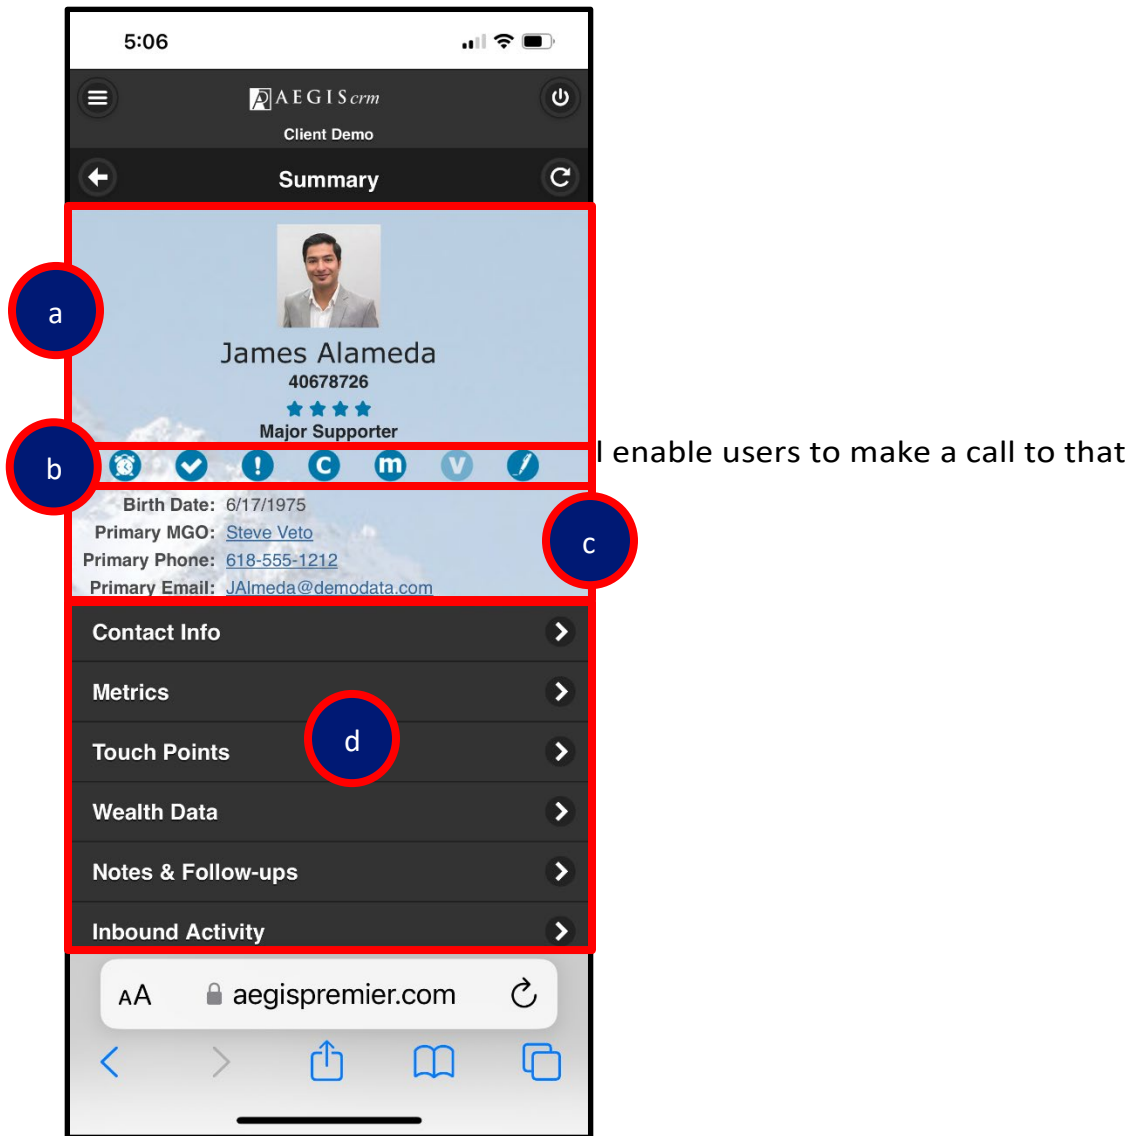 5:06
AEGIS crm
Client Demo
Summary
a
James Alameda
40678726
Major Supporter
l enable users to make a call to that
b
! C m V
Birth Date: 6/17/1975
Primary MGO: Steve Veto
c
Primary Phone: 618-555-1212
Primary Email: JAlmeda@demodata.com
Contact Info
Metrics
d
Touch Points
Wealth Data
Notes & Follow-ups
Inbound Activity
AA aegispremier.com